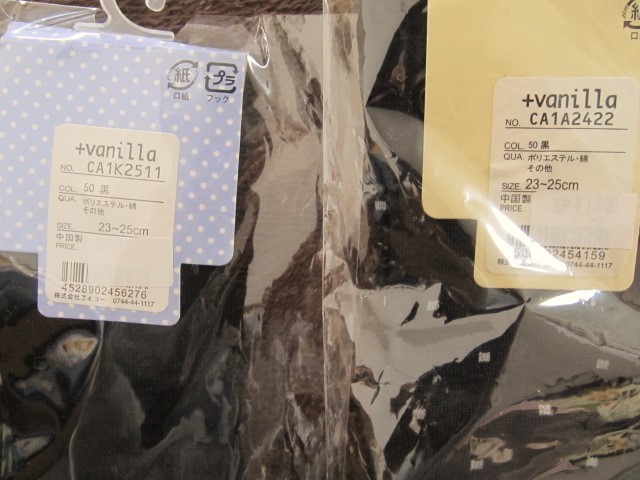 紙
口紙
プラ
フック
+vanilla
NO. CA1K2511
COL. 50 黒
QUA. ポリエステル・綿
その他
SIZE. 23~25cm
中国製
PRICE.
4528902456276
株式会社 エイコー 0744-44-1117
紙
+vanilla
NO. CA1A2422
COL. 50 黒
QUA. ポリエステル・綿
その他
SIZE. 23~25cm
中国製
PRICE.
2454159
0744-44-1117